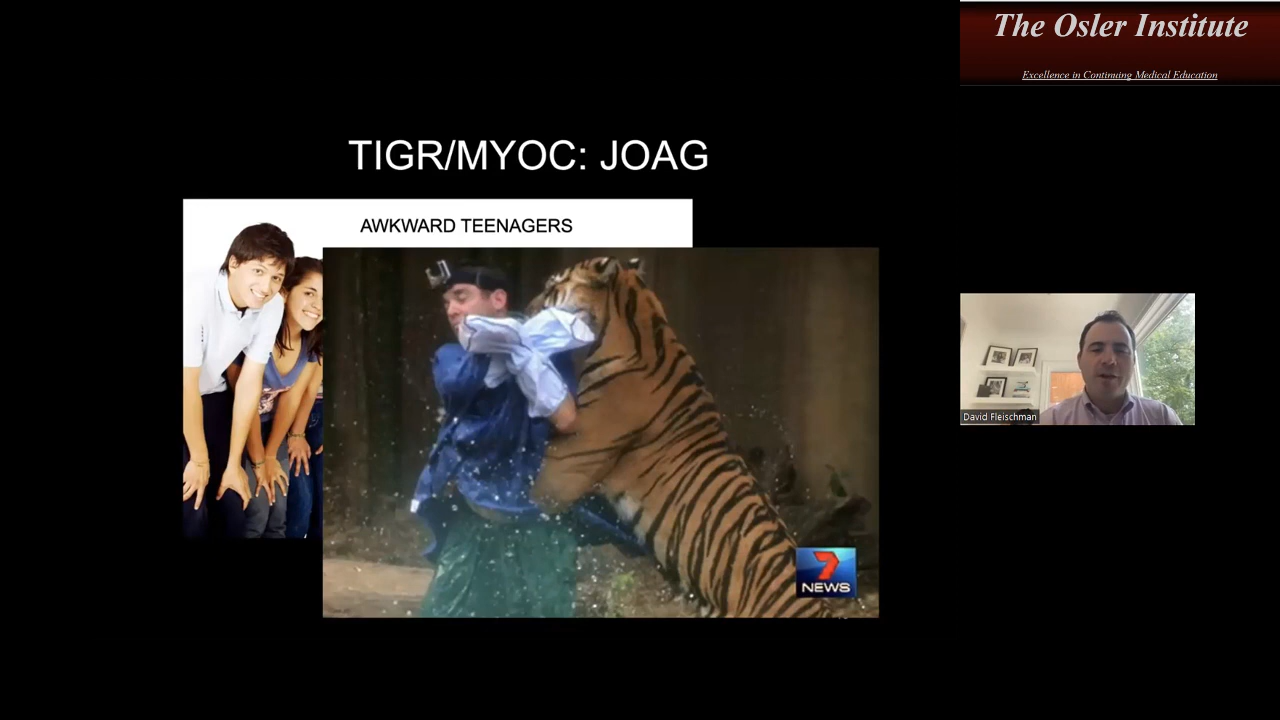 The Osler Institute
Excellence in Continuing Medical Education
TIGR/MYOC: JOAG
AWKWARD TEENAGERS
7
NEWS
David Fleischman